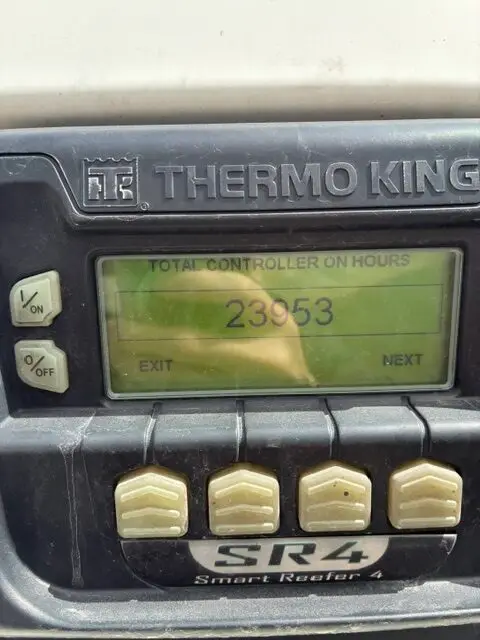 THERMO KING
TOTAL CONTROLLER ON HOURS
23953
EXIT NEXT
I/ON
O/OFF
SR4
Smart Reefer 4